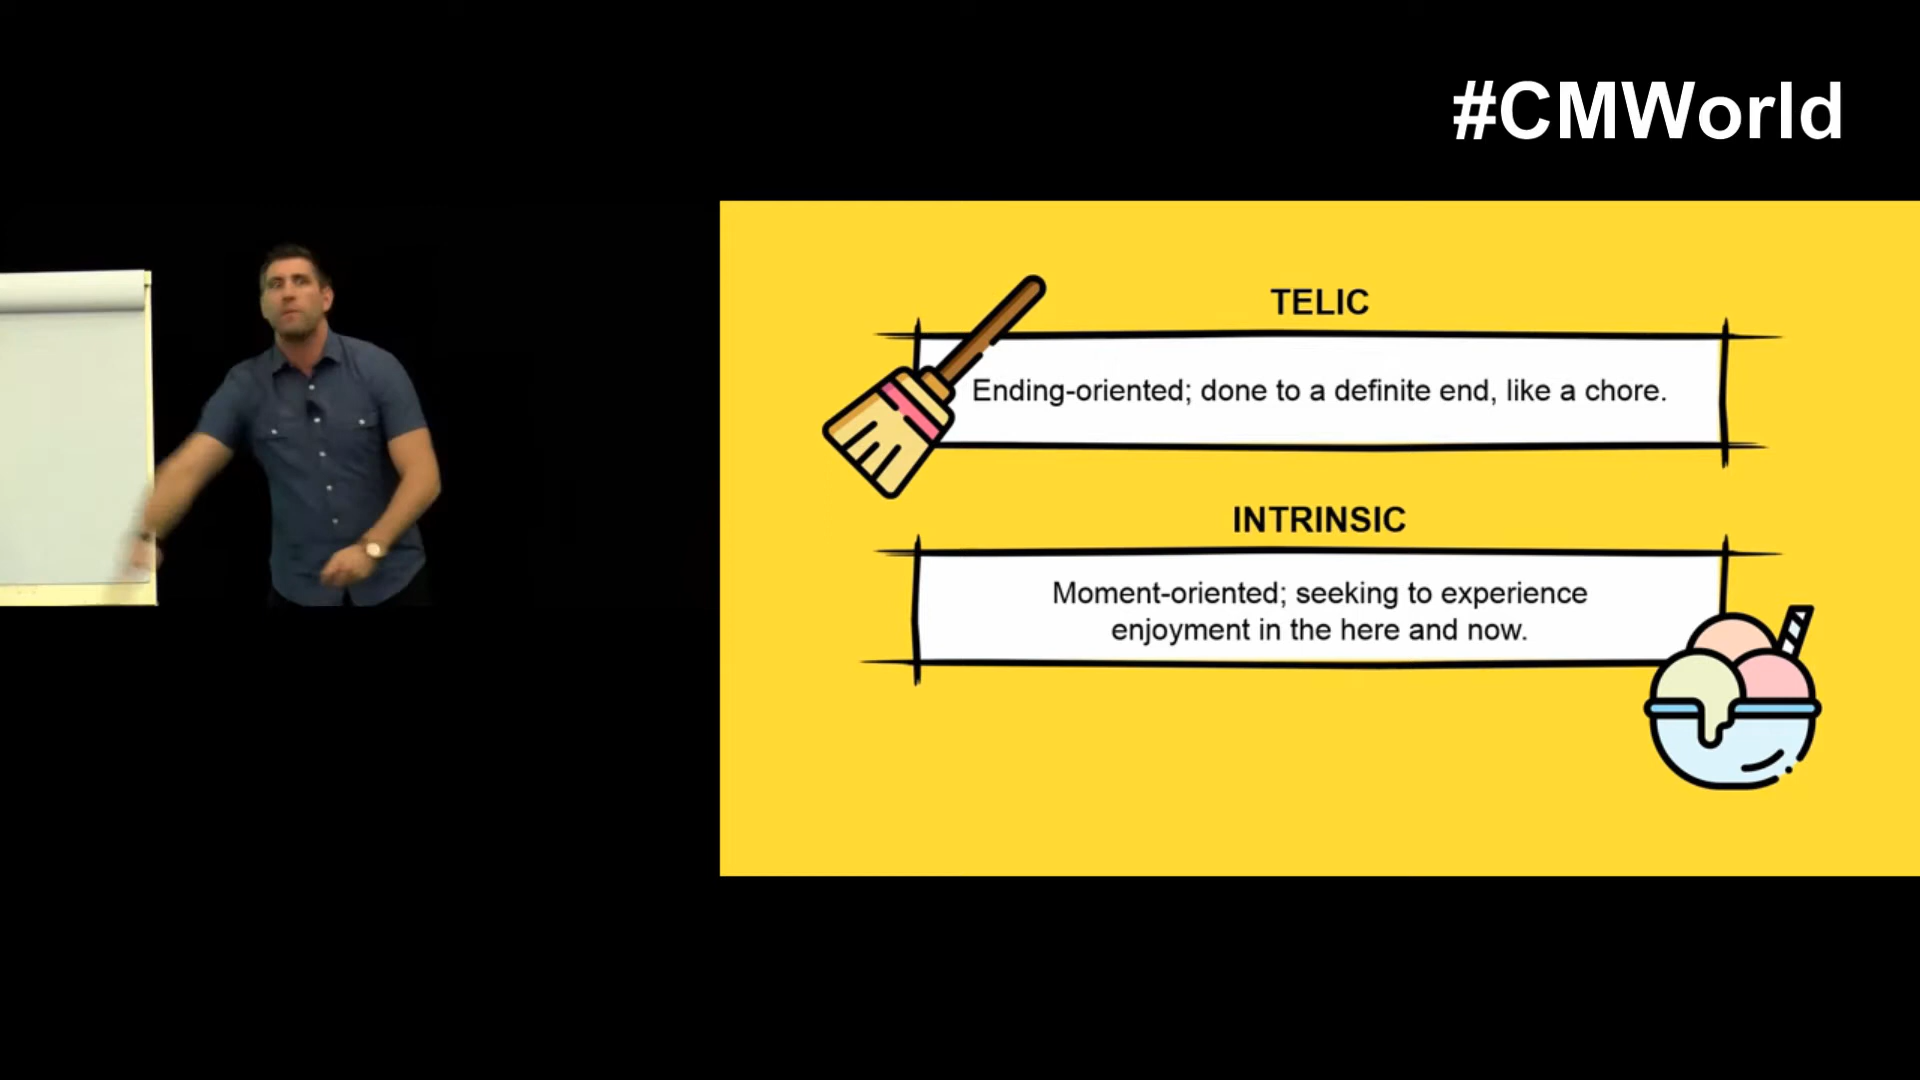 #CMWorld
TELIC
Ending-oriented; done to a definite end, like a chore.
INTRINSIC
Moment-oriented; seeking to experience
enjoyment in the here and now.